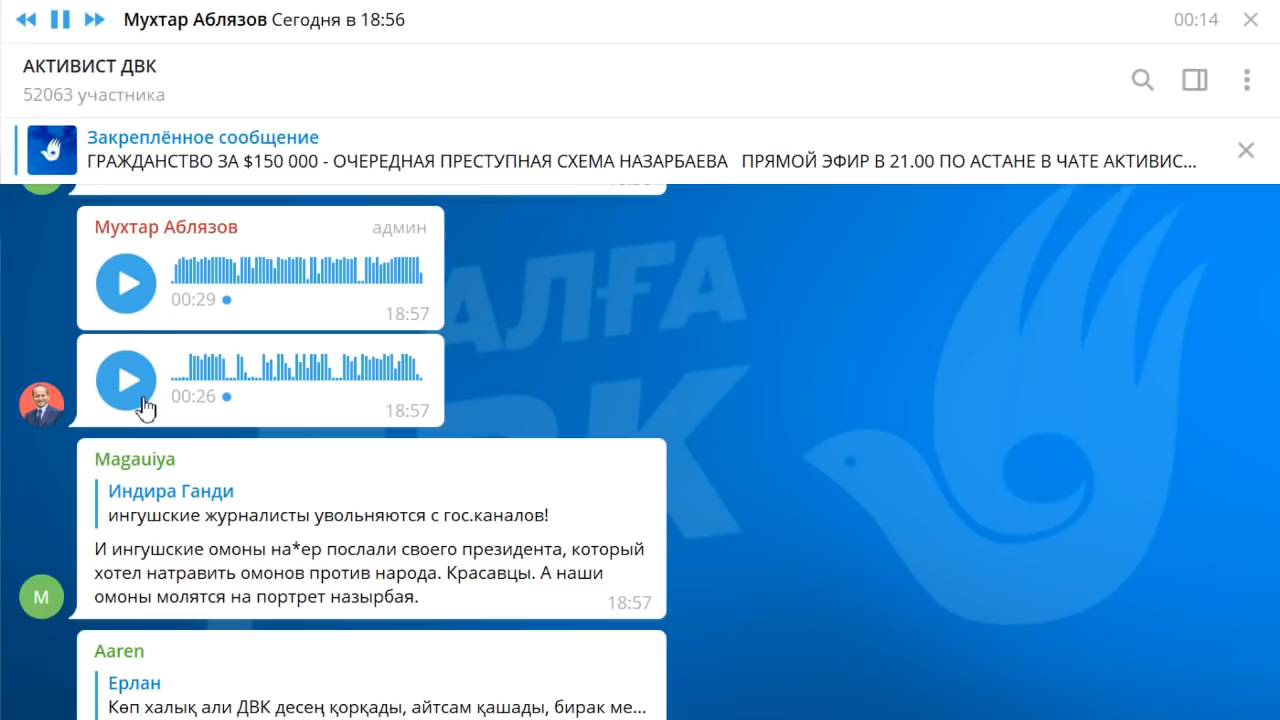 Мухтар Аблязов Сегодня в 18:56
00:14
АКТИВИСТ ДВК
52063 участника
Закреплённое сообщение
ГРАЖДАНСТВО ЗА $150 000 - ОЧЕРЕДНАЯ ПРЕСТУПНАЯ СХЕМА НАЗАРБАЕВА ПРЯМОЙ ЭФИР В 21.00 ПО АСТАНЕ В ЧАТЕ АКТИВИС...
Мухтар Аблязов
админ
00:29
18:57
00:26
18:57
АЛҒА
ДВК
Magauiya
Индира Ганди
ингушские журналисты увольняются с гос.каналов!
И ингушские омоны на*ер послали своего президента, который
хотел натравить омонов против народа. Красавцы. А наши
омоны молятся на портрет назырбая.
18:57
M
Aaren
Ерлан
Көп халық али ДВК десең қорқады, айтсам қашады, бирак ме...